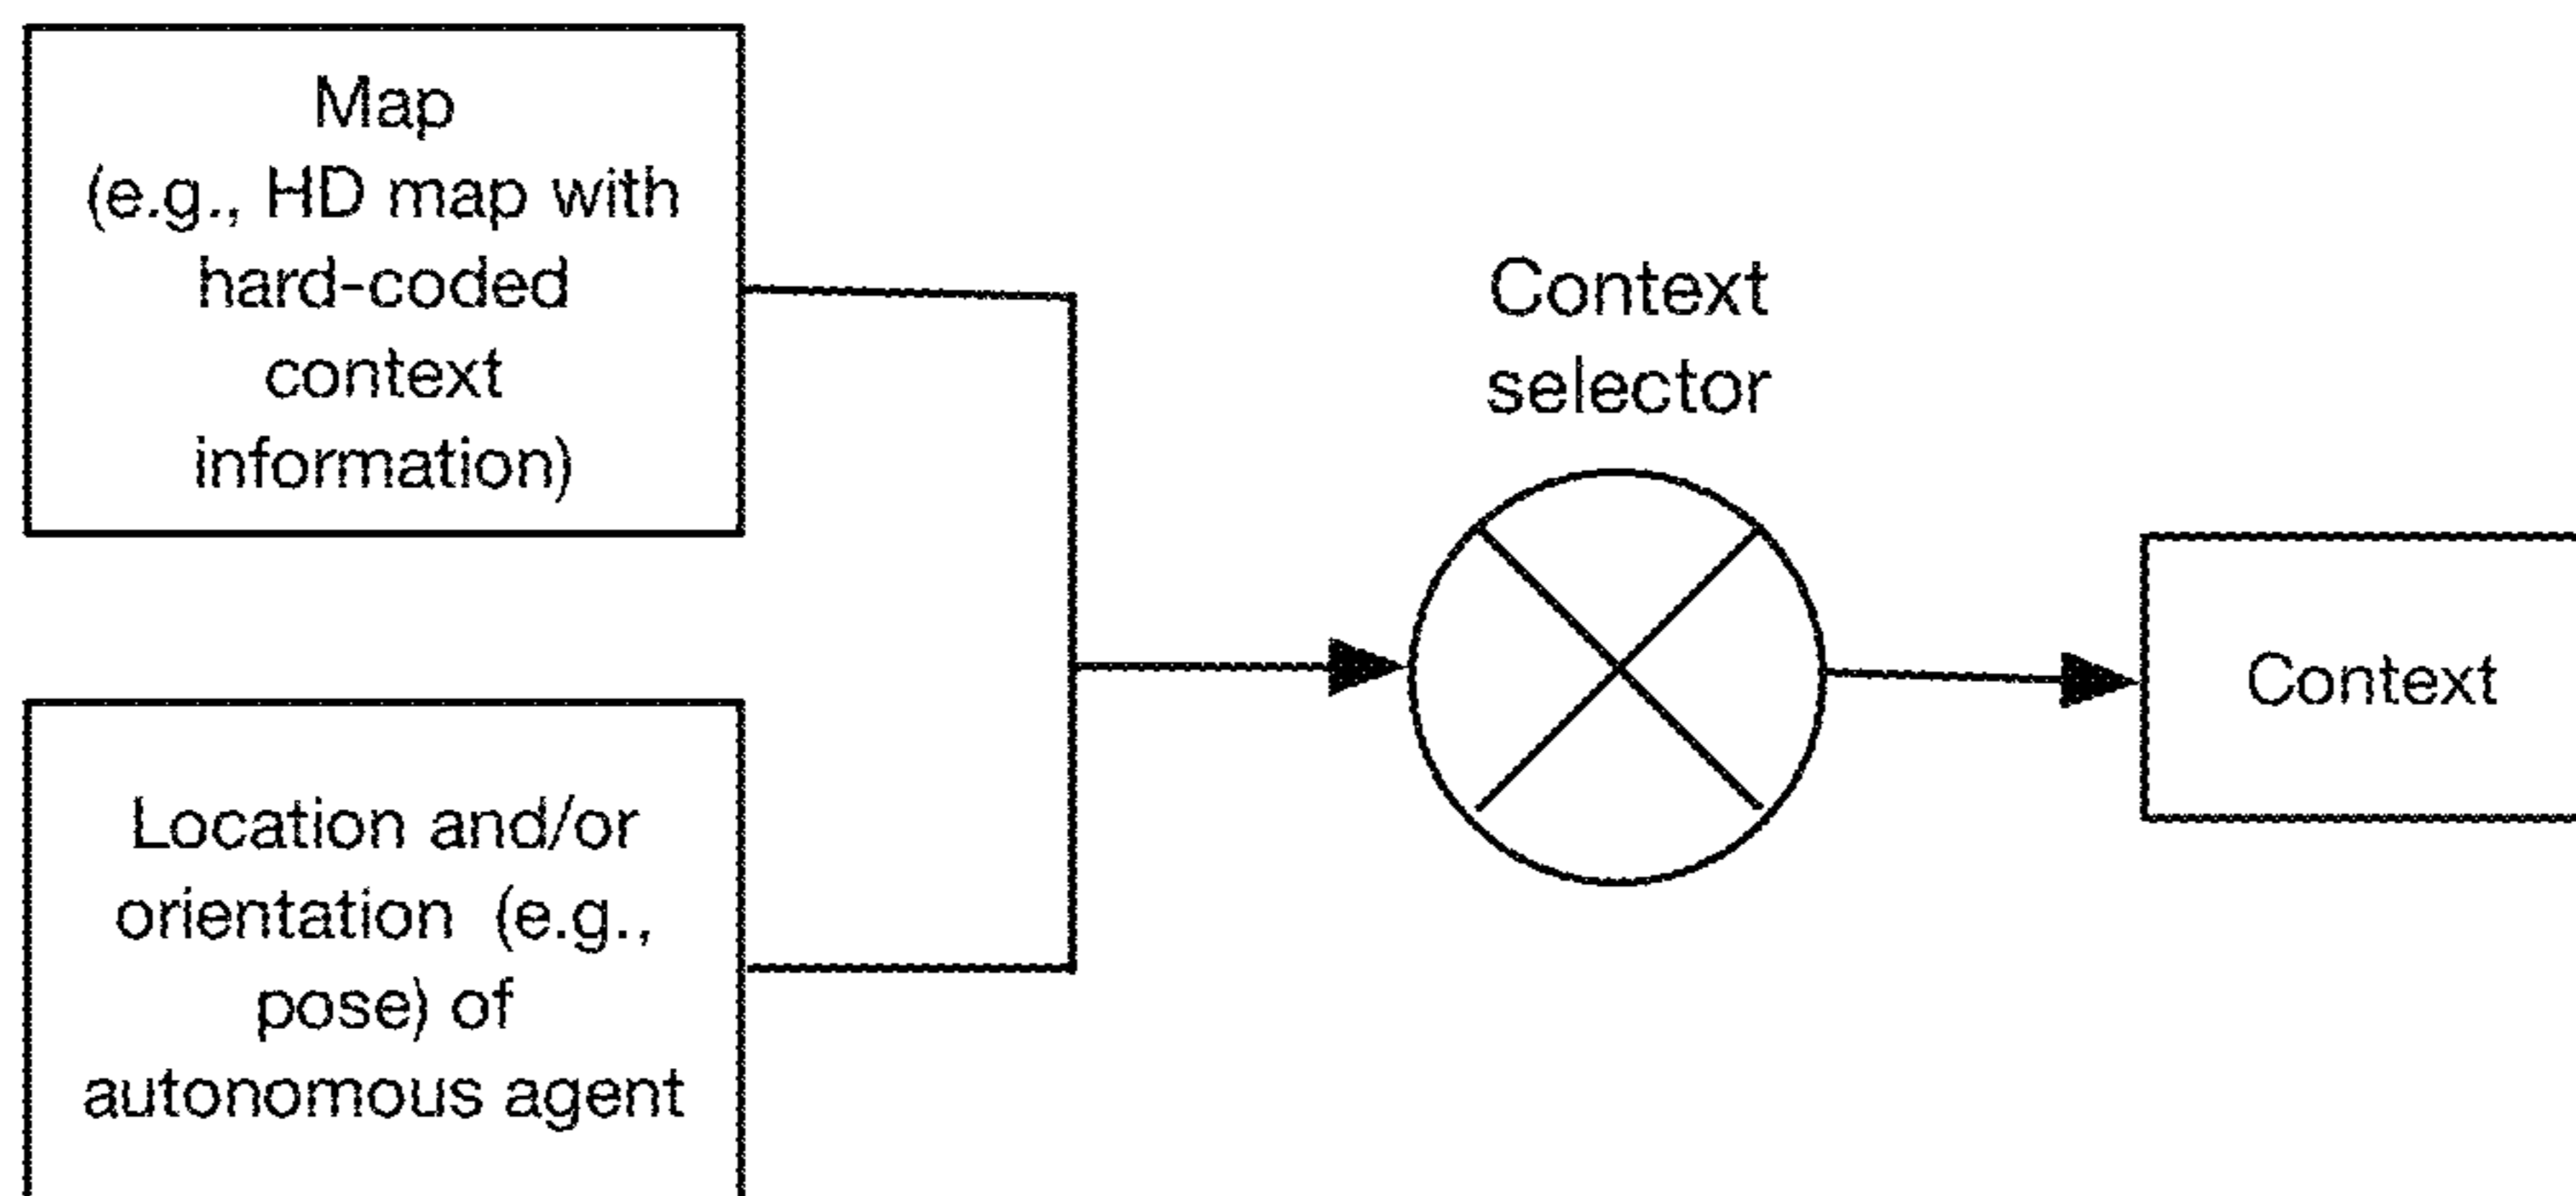 Map
(e.g., HD map with
hard-coded
context
information)
Location and/or
orientation (e.g.,
pose) of
autonomous agent
Context
selector
Context